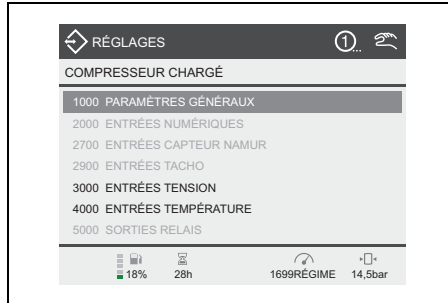 RÉGLAGES
1...
COMPRESSEUR CHARGÉ
1000 PARAMÈTRES GÉNÉRAUX
2000 ENTRÉES NUMÉRIQUES
2700 ENTRÉES CAPTEUR NAMUR
2900 ENTRÉES TACHO
3000 ENTRÉES TENSION
4000 ENTRÉES TEMPÉRATURE
5000 SORTIES RELAIS
18% 28h 1699RÉGIME 14,5bar